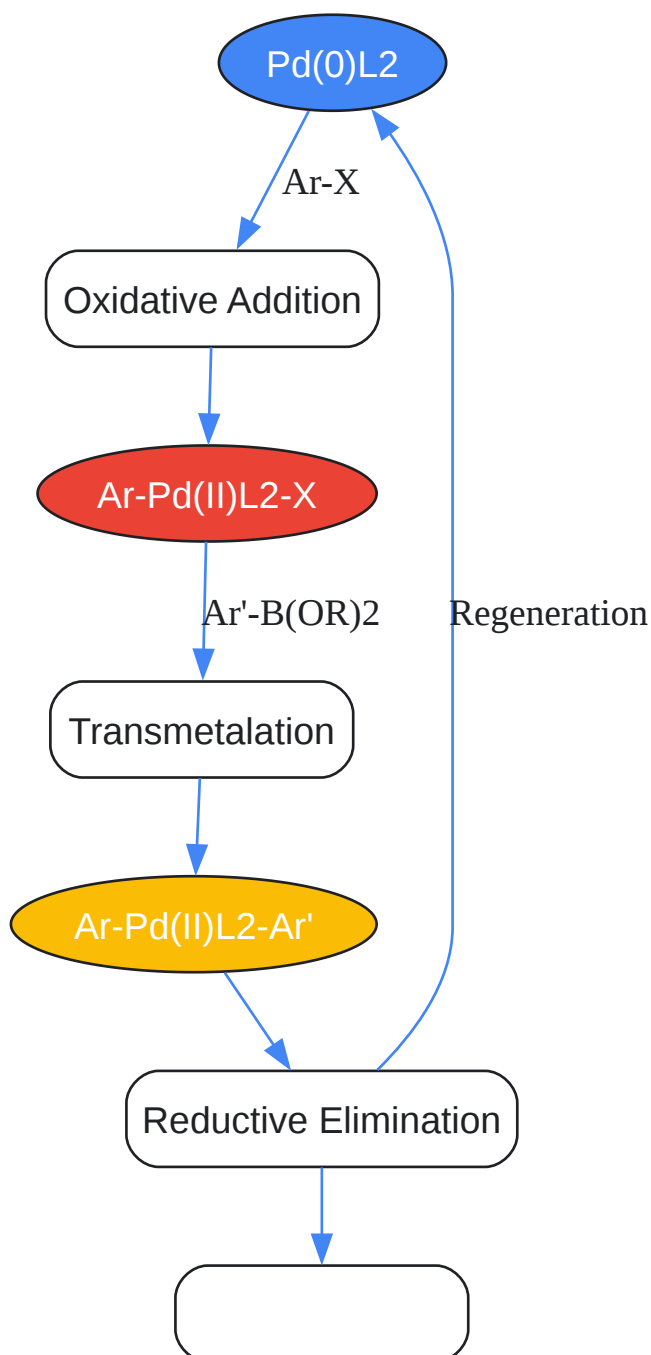 Pd(0)L2
Ar-X
Oxidative Addition
Ar-Pd(II)L2-X
Ar'-B(OR)2
Regeneration
Transmetalation
Ar-Pd(II)L2-Ar'
Reductive Elimination